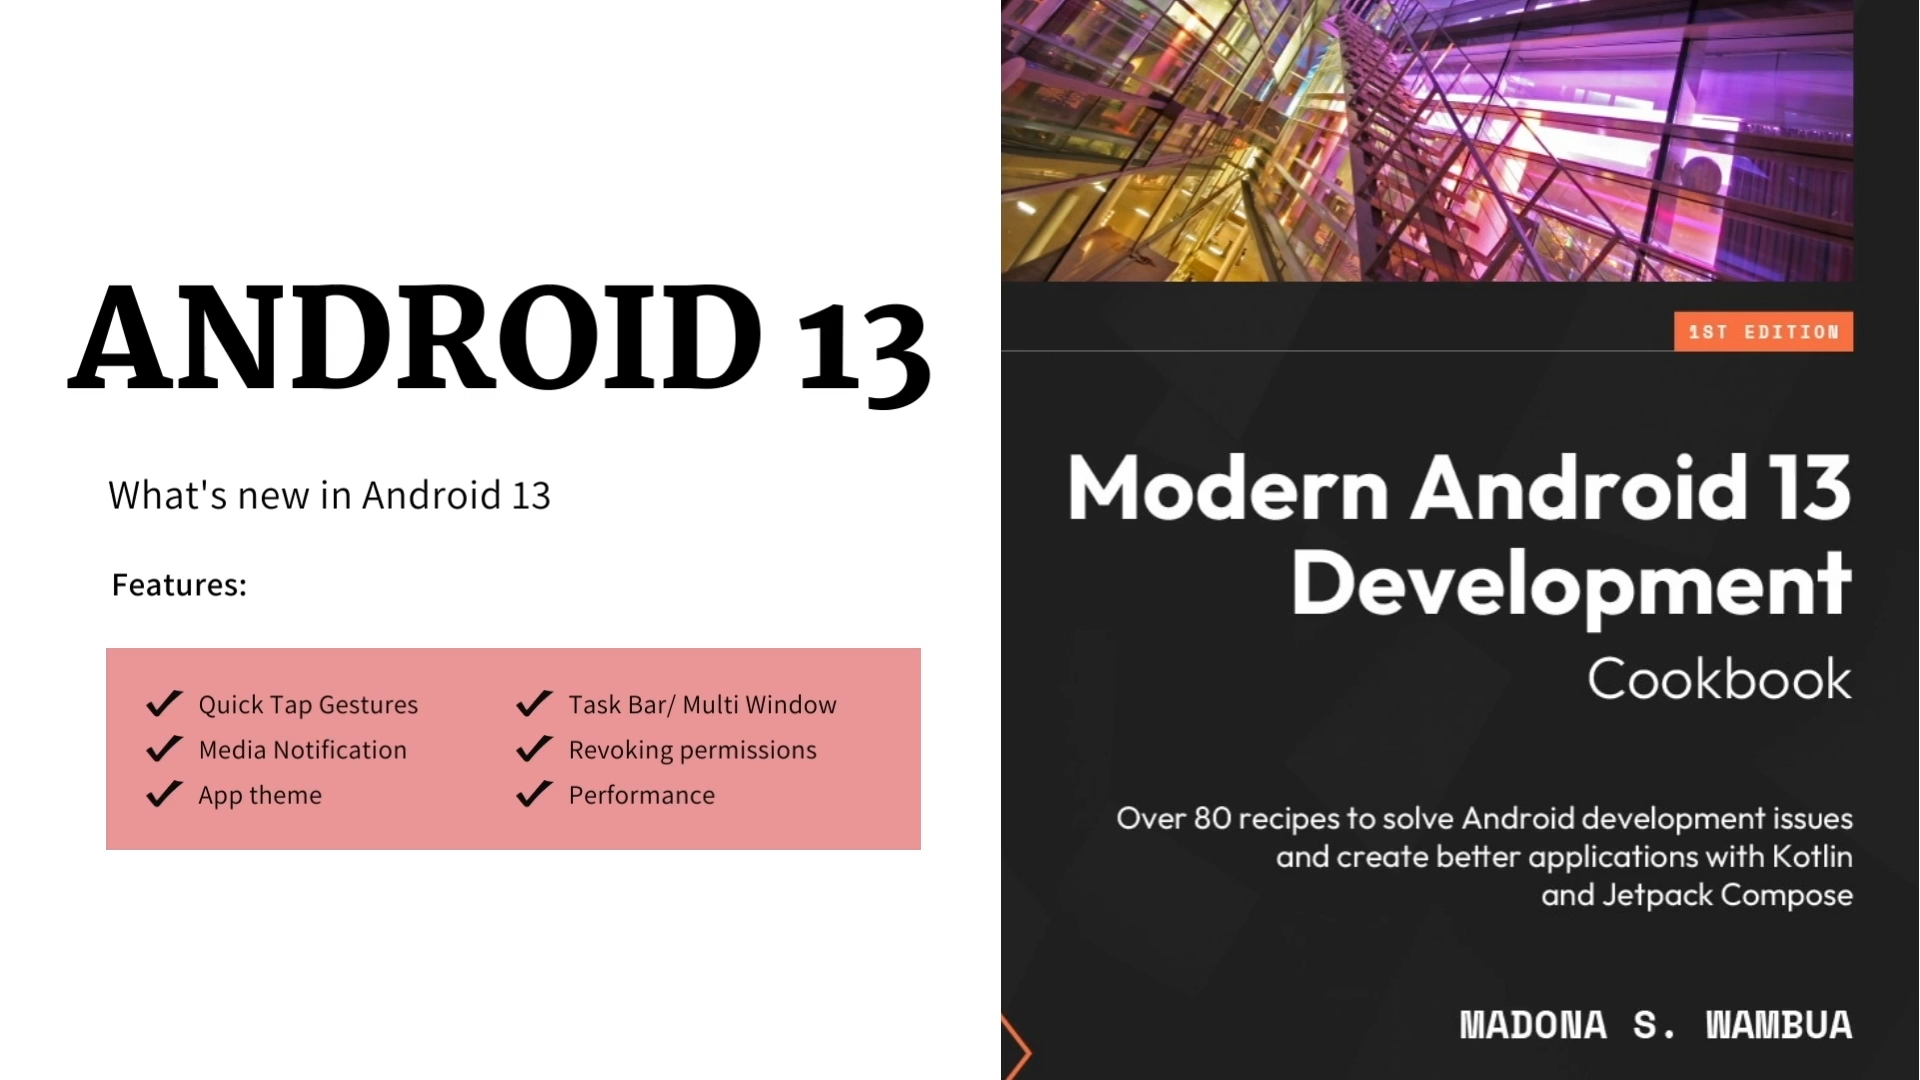 ANDROID 13
What's new in Android 13
Features:
Quick Tap Gestures
Media Notification
App theme
Task Bar/ Multi Window
Revoking permissions
Performance
1ST EDITION
Modern Android 13
Development
Cookbook
Over 80 recipes to solve Android development issues
and create better applications with Kotlin
and Jetpack Compose
MADONA S. WAMBUA